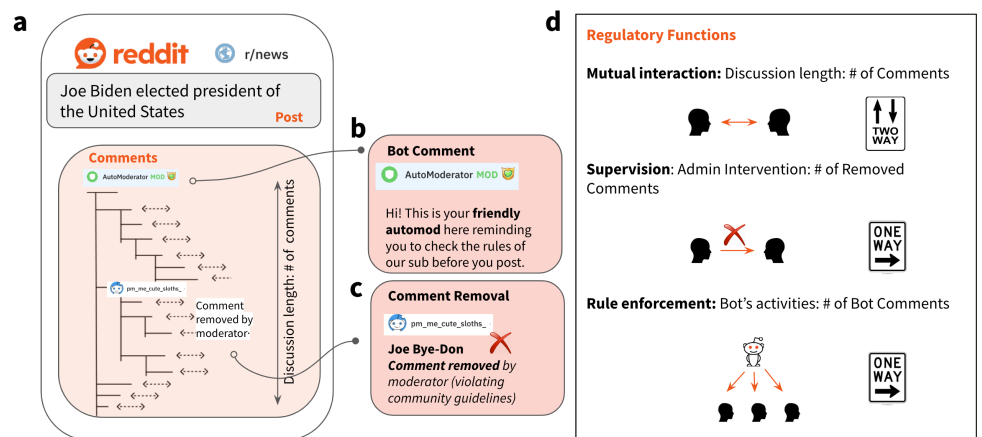 a
reddit
r/news
Joe Biden elected president of
the United States
Post
Comments
AutoModerator MOD
Discussion length: # of comments
pm_me_cute_sloths_
Comment
removed by
moderator
b
Bot Comment
AutoModerator MOD
Hi! This is your friendly
automod here reminding
you to check the rules of
our sub before you post.
c
Comment Removal
pm_me_cute_sloths_
Joe Bye-Don
Comment removed by
moderator (violating
community guidelines)
d
Regulatory Functions
Mutual interaction: Discussion length: # of Comments
TWO
WAY
Supervision: Admin Intervention: # of Removed
Comments
ONE
WAY
Rule enforcement: Bot's activities: # of Bot Comments
ONE
WAY